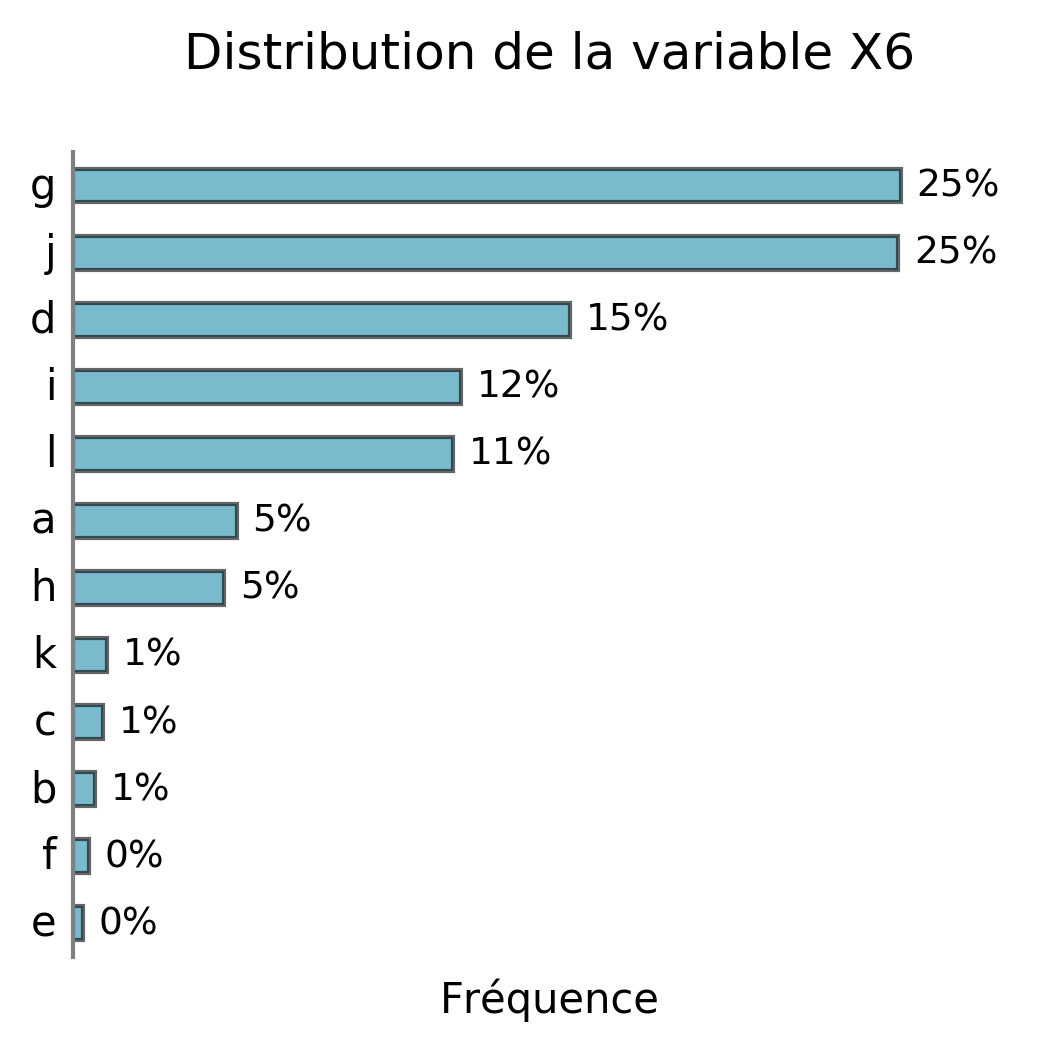 Distribution de la variable X6
g 25%
j 25%
d 15%
i 12%
l 11%
a 5%
h 5%
k 1%
c 1%
b 1%
f 0%
e 0%
Fréquence